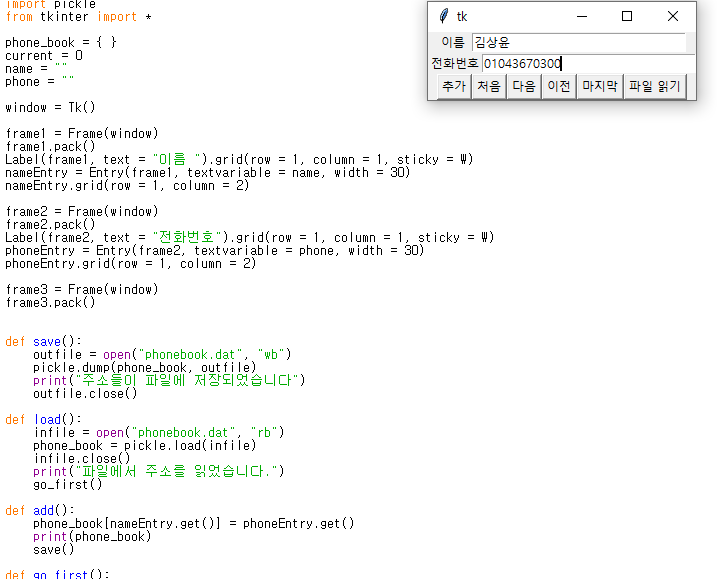 import pickle
from tkinter import *
phone_book = { }
current = 0
name = ""
phone = ""
window = Tk()
frame1 = Frame(window)
frame1.pack()
Label(frame1, text = "이름 ").grid(row = 1, column = 1, sticky = W)
nameEntry = Entry(frame1, textvariable = name, width = 30)
nameEntry.grid(row = 1, column = 2)
frame2 = Frame(window)
frame2.pack()
Label(frame2, text = "전화번호").grid(row = 1, column = 1, sticky = W)
phoneEntry = Entry(frame2, textvariable = phone, width = 30)
phoneEntry.grid(row = 1, column = 2)
frame3 = Frame(window)
frame3.pack()
def save():
    outfile = open("phonebook.dat", "wb")
    pickle.dump(phone_book, outfile)
    print("주소들이 파일에 저장되었습니다")
    outfile.close()
def load():
    infile = open("phonebook.dat", "rb")
    phone_book = pickle.load(infile)
    infile.close()
    print("파일에서 주소를 읽었습니다.")
    go_first()
def add():
    phone_book[nameEntry.get()] = phoneEntry.get()
    print(phone_book)
    save()
def go_first():
tk
이름 김상윤
전화번호 01043670300
추가 처음 다음 이전 마지막 파일 읽기